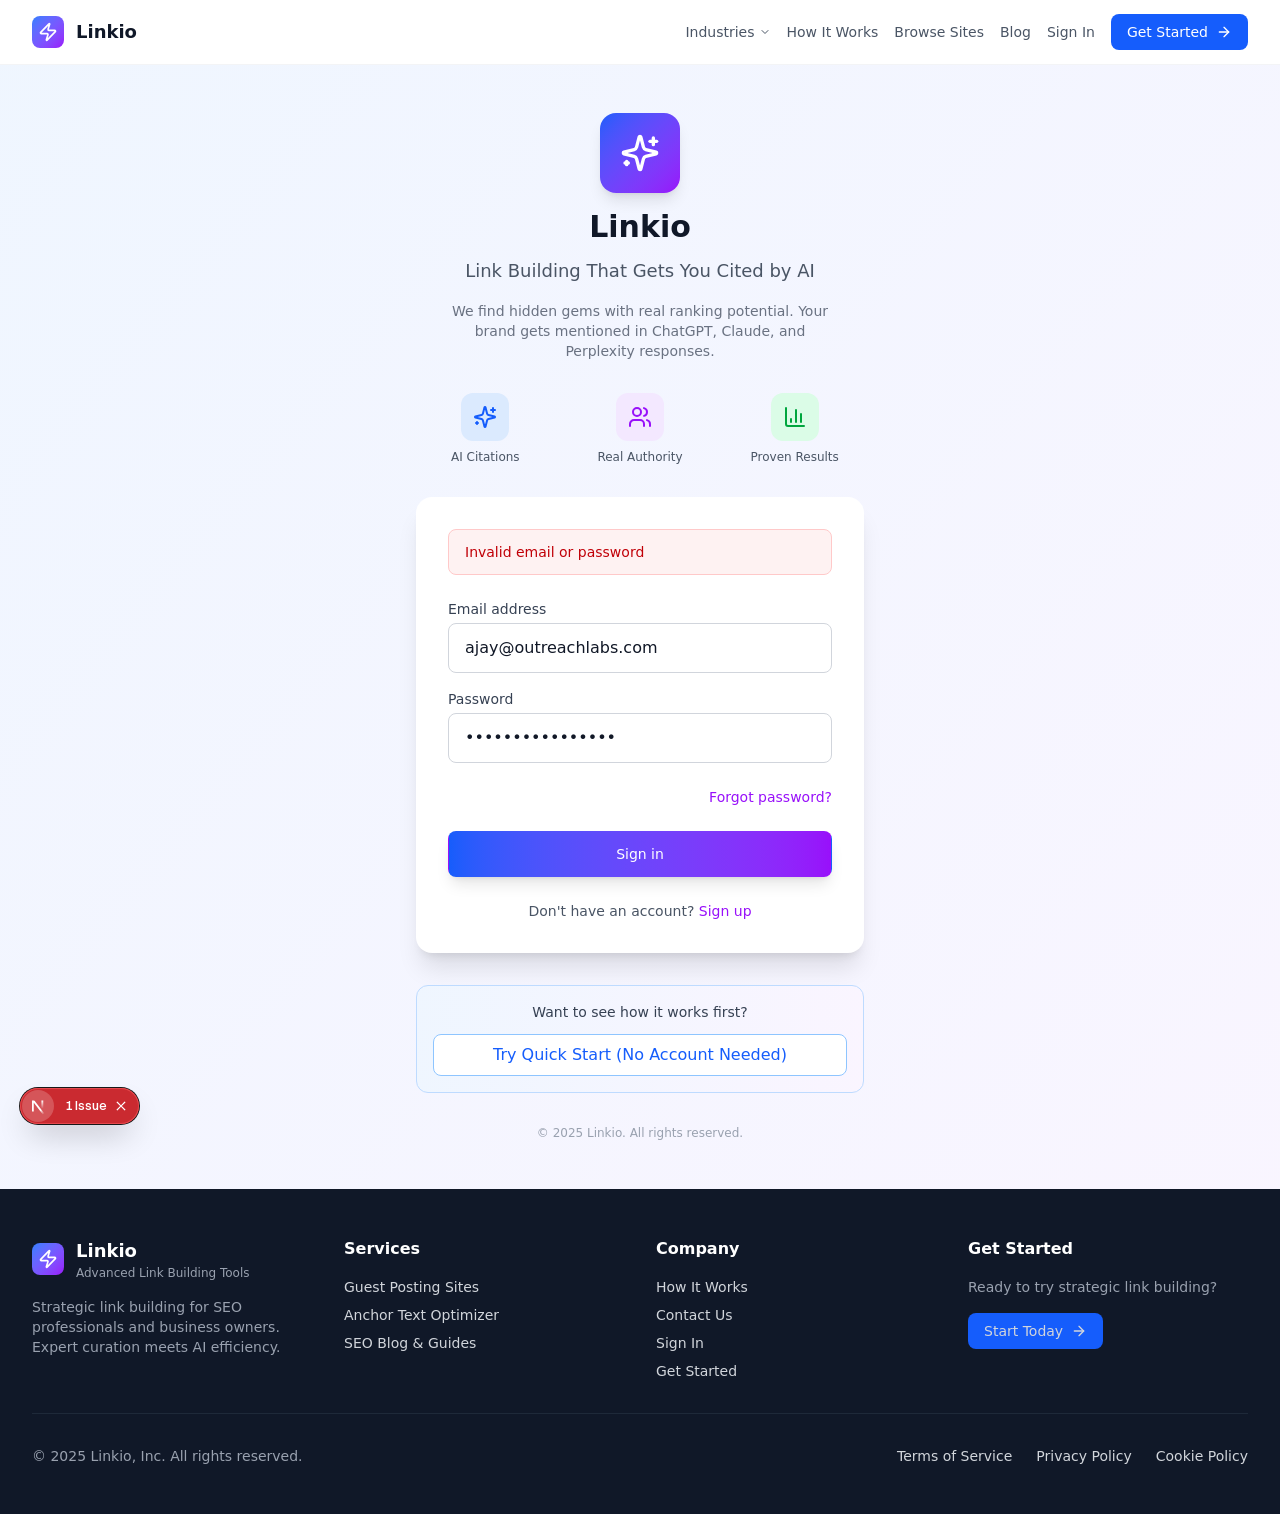 Linkio
Industries
How It Works
Browse Sites
Blog
Sign In
Get Started
Linkio
Link Building That Gets You Cited by AI
We find hidden gems with real ranking potential. Your
brand gets mentioned in ChatGPT, Claude, and
Perplexity responses.
AI Citations
Real Authority
Proven Results
Invalid email or password
Email address
ajay@outreachlabs.com
Password
••••••••••••••••
Forgot password?
Sign in
Don't have an account? Sign up
Want to see how it works first?
Try Quick Start (No Account Needed)
N
1 Issue
© 2025 Linkio. All rights reserved.
Linkio
Advanced Link Building Tools
Strategic link building for SEO
professionals and business owners.
Expert curation meets AI efficiency.
Services
Guest Posting Sites
Anchor Text Optimizer
SEO Blog & Guides
Company
How It Works
Contact Us
Sign In
Get Started
Get Started
Ready to try strategic link building?
Start Today
© 2025 Linkio, Inc. All rights reserved.
Terms of Service
Privacy Policy
Cookie Policy